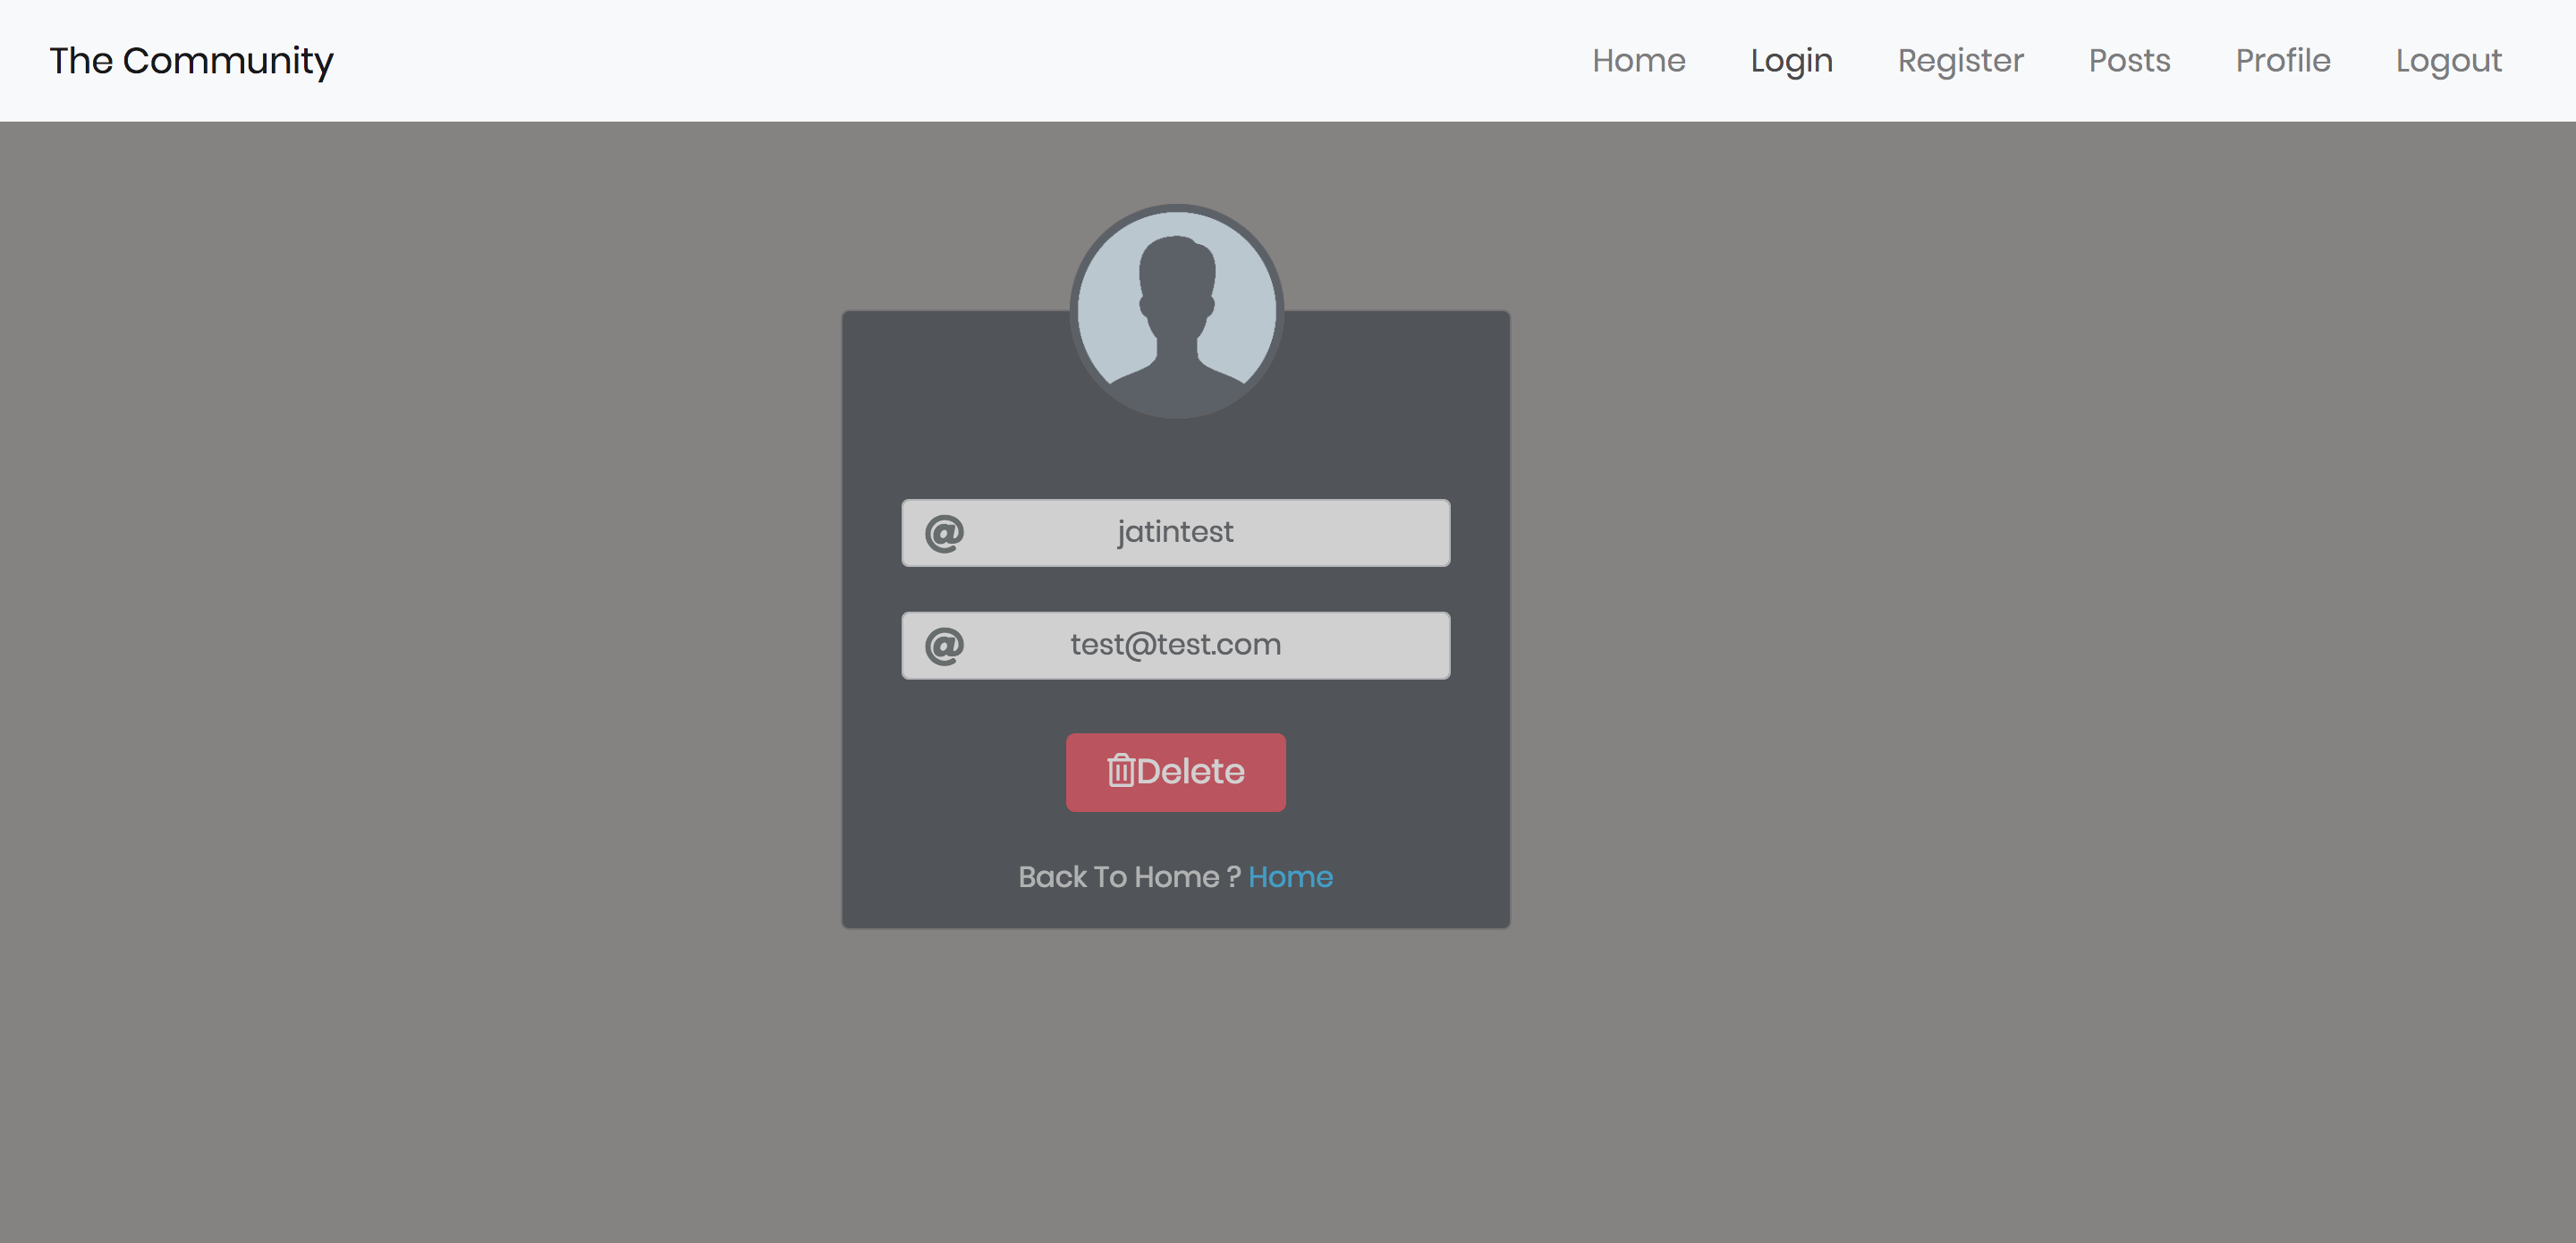 The Community Home Login Register Posts Profile Logout
@ jatintest
@ test@test.com
Delete
Back To Home ? Home